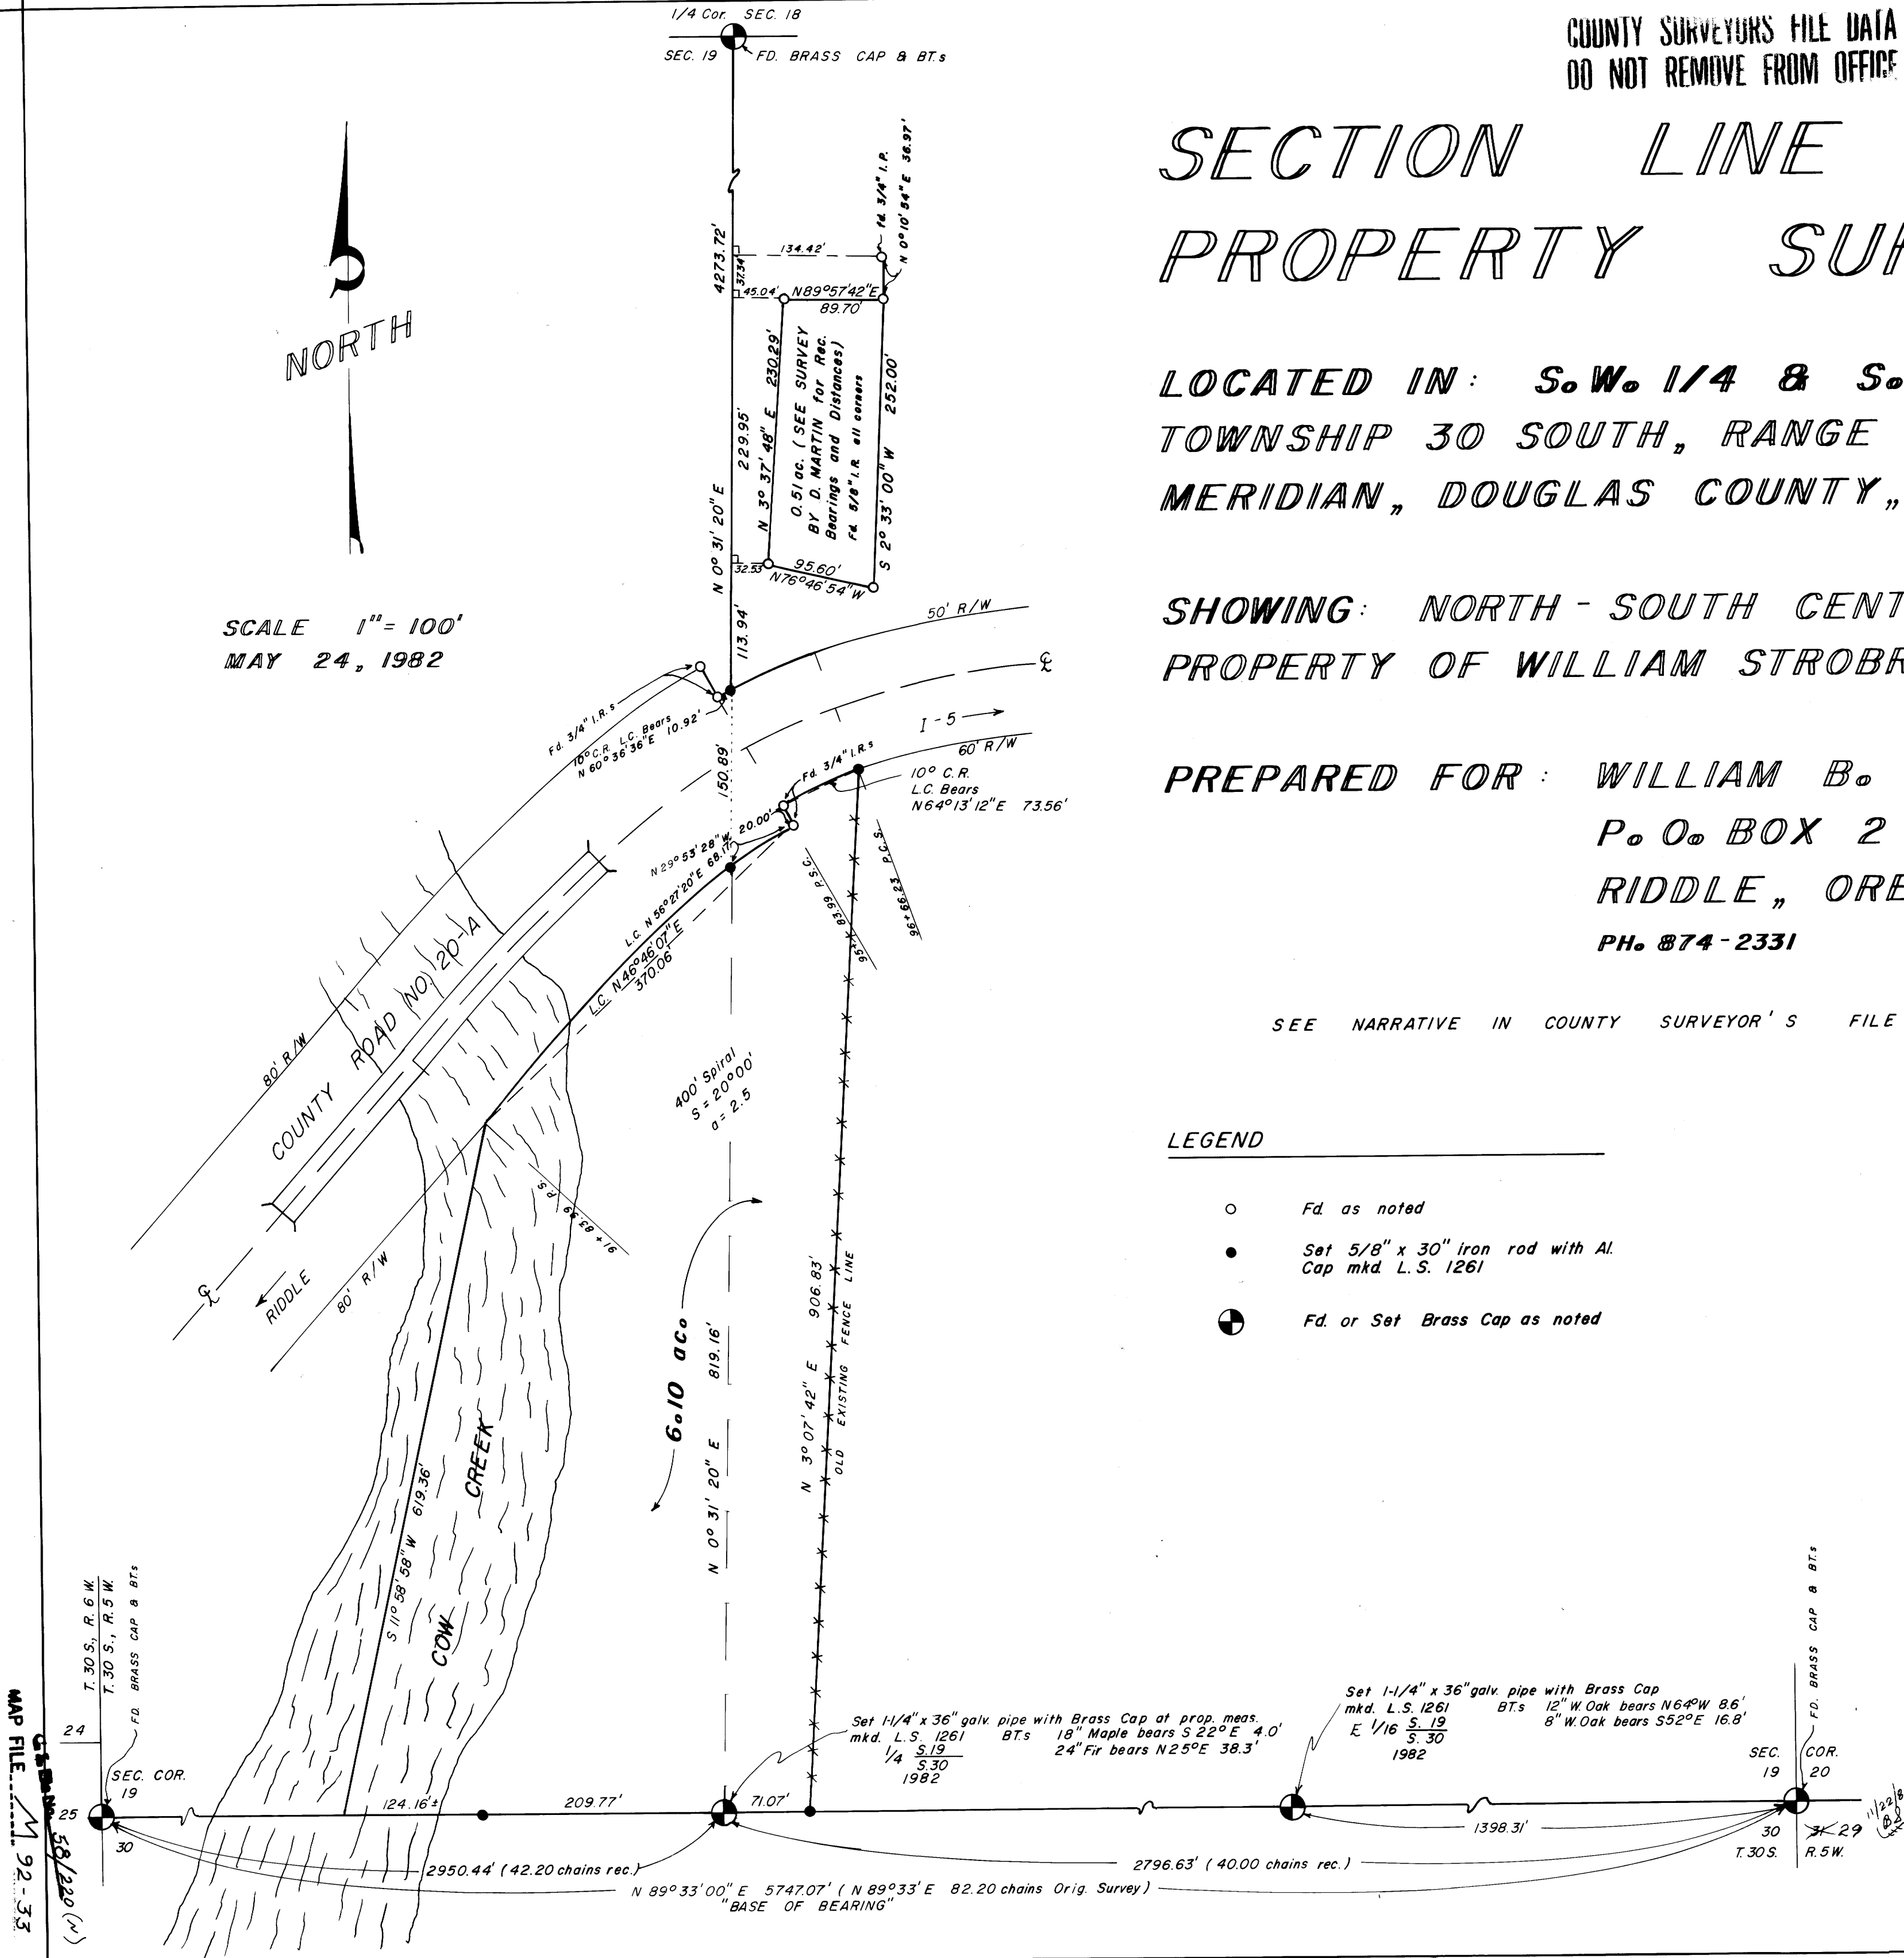 COUNTY SURVEYORS FILE DATA
DO NOT REMOVE FROM OFFICE
1/4 Cor. SEC. 18
SEC. 19 FD. BRASS CAP & BT.s
SECTION LINE
PROPERTY SUR
LOCATED IN: S.W. 1/4 & S.
TOWNSHIP 30 SOUTH, RANGE
MERIDIAN, DOUGLAS COUNTY,
SHOWING: NORTH - SOUTH CENT
PROPERTY OF WILLIAM STROBR
PREPARED FOR: WILLIAM B.
P.O. BOX 2
RIDDLE, ORE
PH. 874-2331
SEE NARRATIVE IN COUNTY SURVEYOR'S FILE
NORTH
SCALE 1"= 100'
MAY 24, 1982
4273.72'
37.34'
134.42'
fd. 3/4" I.P.
N 0° 10' 54" E 36.97'
45.04'
N89°57'42"E
89.70'
229.95'
N 0° 31' 20" E
N 3° 37' 48" E 230.29'
0.51 ac. (SEE SURVEY
BY D. MARTIN for Rec.
Bearings and Distances)
Fd. 5/8" I.R. all corners
S 2° 33' 00" W 252.00'
32.53'
95.60'
N76°46'54"W
113.94'
50' R/W
Fd. 3/4" I.R.s
10° C.R. L.C. Bears
N 60°36'36"E 10.92'
I-5
60' R/W
150.89'
Fd. 3/4" I.R.s
10° C.R.
L.C. Bears
N64°13'12"E 73.56'
N 29°53'28"W 20.00'
L.C. N 56°27'20"E 68.17'
L.C. N 46°46'07"E
370.06'
95+83.99 P.S.C.
96+66.23 P.C.S.
80' R/W
COUNTY ROAD NO. 20-A
400' Spiral
S = 20°00'
a = 2.5
91 + 83.99 P.S.
RIDDLE
80' R/W
6.10 ac.
N 0° 31' 20" E 819.16'
N 3° 07' 42" E 906.83'
OLD EXISTING FENCE LINE
S 11° 58' 58" W 619.36'
COW CREEK
LEGEND
Fd. as noted
Set 5/8" x 30" iron rod with Al.
Cap mkd. L.S. 1261
Fd. or Set Brass Cap as noted
T. 30 S., R. 6 W.
T. 30 S., R. 5 W.
FD. BRASS CAP & BT.s
24
SEC. COR.
19
25
30
124.16'±
209.77'
71.07'
Set 1-1/4" x 36" galv. pipe with Brass Cap at prop. meas.
mkd. L.S. 1261 BT.s 18" Maple bears S 22° E 4.0'
1/4 S.19 24" Fir bears N 25° E 38.3'
S.30
1982
Set 1-1/4" x 36" galv. pipe with Brass Cap
mkd. L.S. 1261 BT.s 12" W. Oak bears N 64° W 8.6'
E 1/16 S. 19 8" W. Oak bears S52°E 16.8'
S. 30
1982
FD. BRASS CAP & BT.s
SEC. COR.
19 20
30 31 29
T. 30 S. R. 5 W.
1398.31'
2950.44' (42.20 chains rec.)
2796.63' (40.00 chains rec.)
N 89°33'00" E 5747.07' (N 89°33' E 82.20 chains Orig. Survey)
"BASE OF BEARING"
58/220 (N)
MAP FILE M 92-33